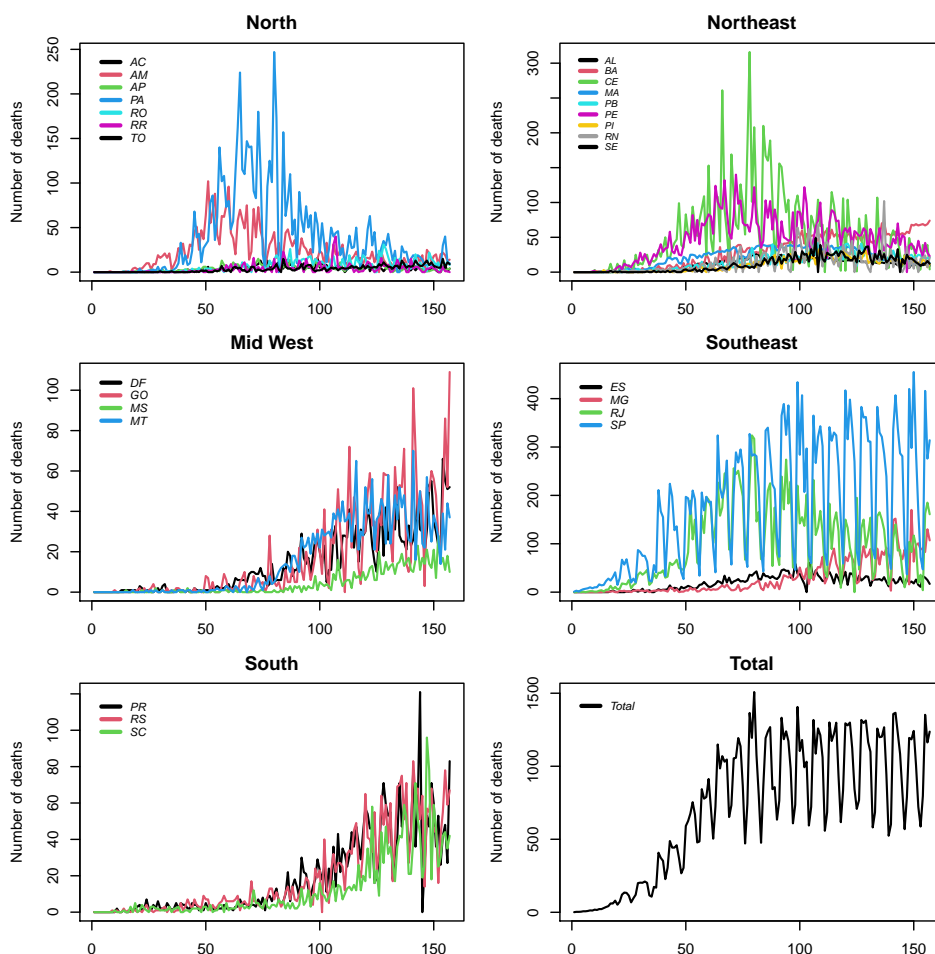 North
Number of deaths
250
200
150
100
50
0
AC
AM
AP
PA
RO
RR
TO
0 50 100 150
Northeast
Number of deaths
300
200
100
50
0
AL
BA
CE
MA
PB
PE
PI
RN
SE
0 50 100 150
Mid West
Number of deaths
100
80
60
40
20
0
DF
GO
MS
MT
0 50 100 150
Southeast
Number of deaths
400
300
200
100
0
ES
MG
RJ
SP
0 50 100 150
South
Number of deaths
100
80
60
40
20
0
PR
RS
SC
0 50 100 150
Total
Number of deaths
1500
1000
500
0
Total
0 50 100 150